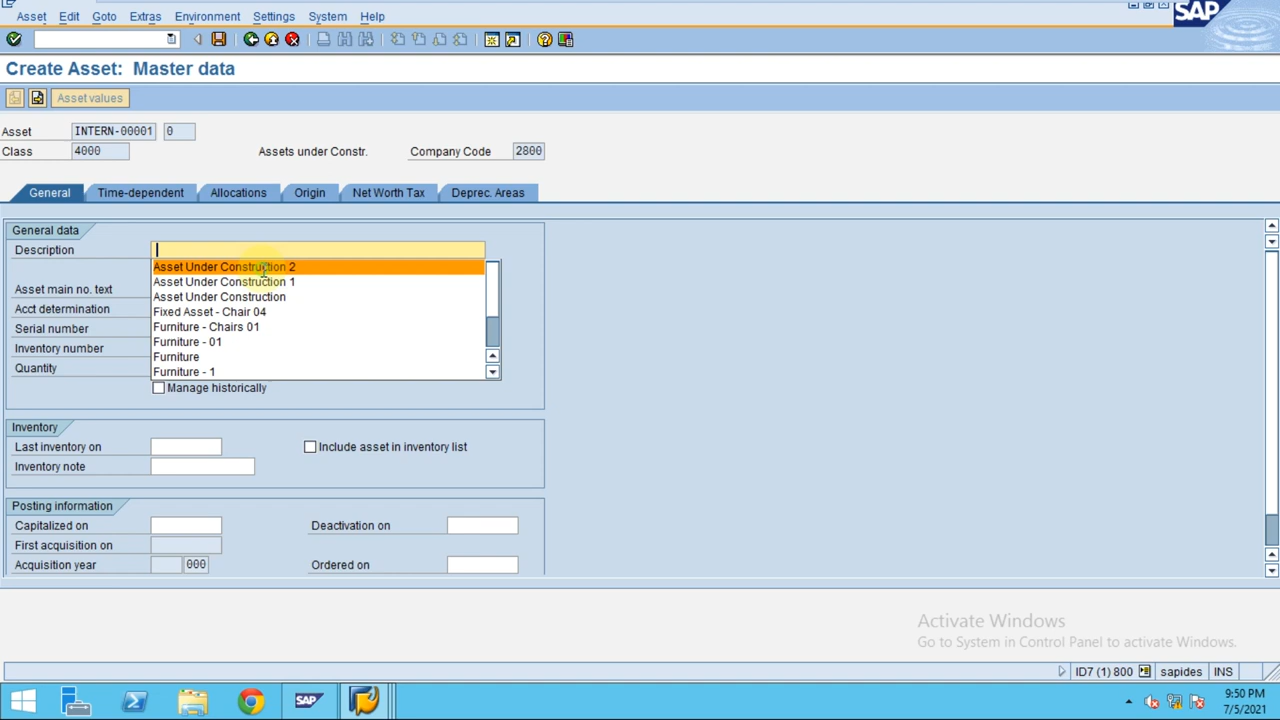 Asset Edit Goto Extras Environment Settings System Help
SAP
Create Asset: Master data
Asset values
Asset INTERN-00001 0
Class 4000 Assets under Constr. Company Code 2800
General Time-dependent Allocations Origin Net Worth Tax Deprec. Areas
General data
Description
Asset Under Construction 2
Asset Under Construction 1
Asset main no. text
Asset Under Construction
Acct determination
Fixed Asset - Chair 04
Serial number
Furniture - Chairs 01
Furniture - 01
Inventory number
Furniture
Quantity
Furniture - 1
Manage historically
Inventory
Last inventory on Include asset in inventory list
Inventory note
Posting information
Capitalized on Deactivation on
First acquisition on
Acquisition year 000 Ordered on
Activate Windows
Go to System in Control Panel to activate Windows.
ID7 (1) 800 sapides INS
9:50 PM
7/5/2021